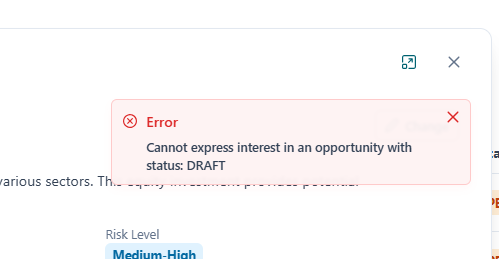 Error
Cannot express interest in an opportunity with
status: DRAFT
various sectors. This equity investment provides potential
Risk Level
Medium-High